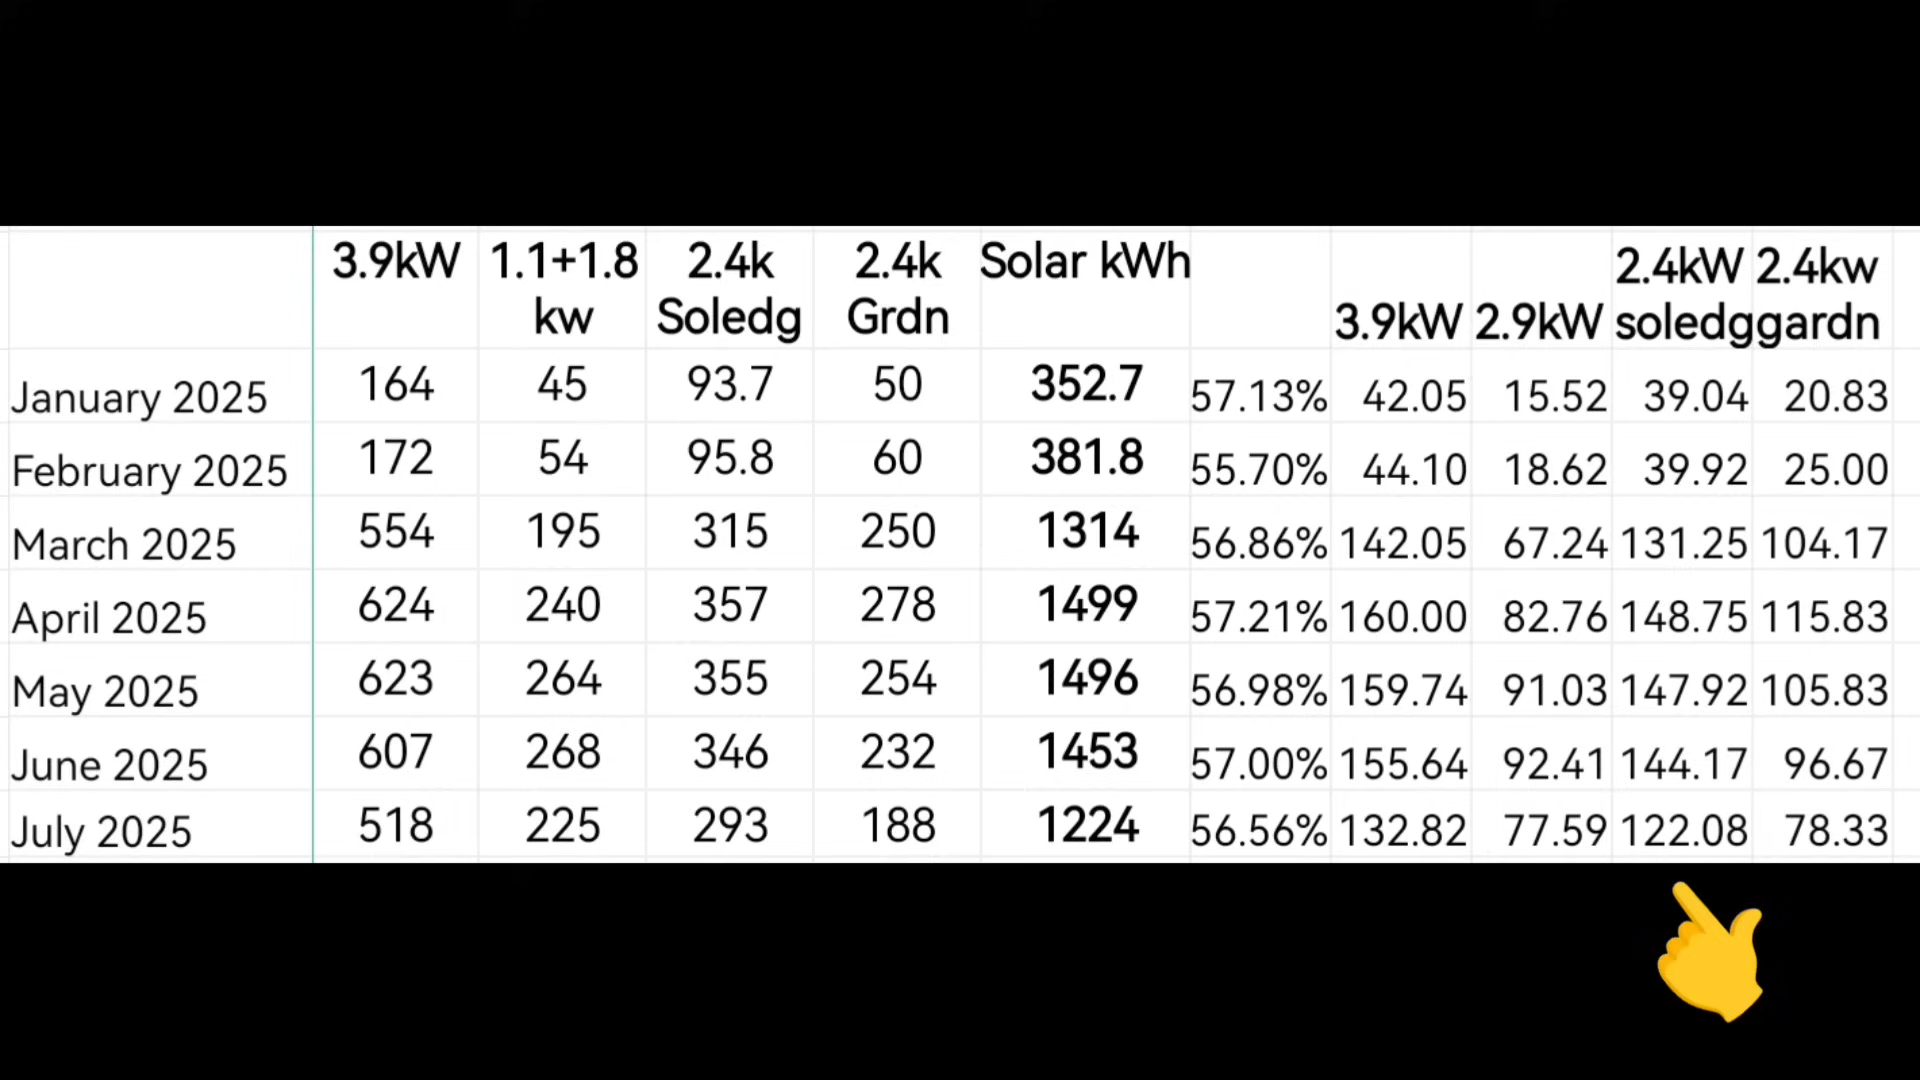 3.9kW 1.1+1.8 kw 2.4k Soledg 2.4k Grdn Solar kWh 3.9kW 2.9kW 2.4kW soledg 2.4kw gardn
January 2025 164 45 93.7 50 352.7 57.13% 42.05 15.52 39.04 20.83
February 2025 172 54 95.8 60 381.8 55.70% 44.10 18.62 39.92 25.00
March 2025 554 195 315 250 1314 56.86% 142.05 67.24 131.25 104.17
April 2025 624 240 357 278 1499 57.21% 160.00 82.76 148.75 115.83
May 2025 623 264 355 254 1496 56.98% 159.74 91.03 147.92 105.83
June 2025 607 268 346 232 1453 57.00% 155.64 92.41 144.17 96.67
July 2025 518 225 293 188 1224 56.56% 132.82 77.59 122.08 78.33